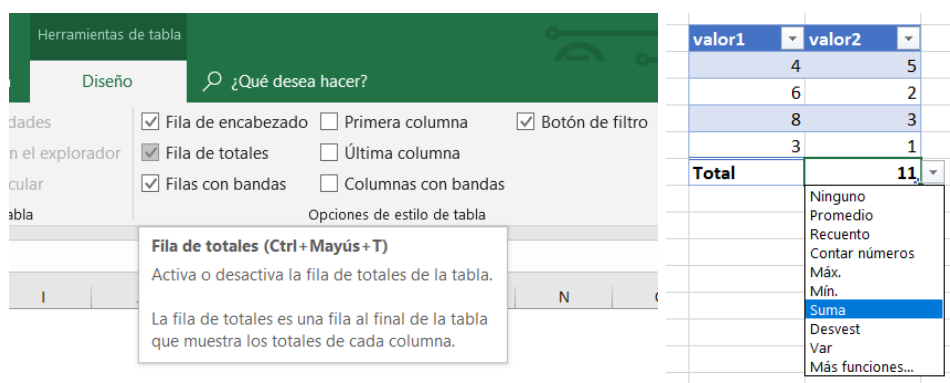 Herramientas de tabla
Diseño
¿Qué desea hacer?
dades
Fila de encabezado
Primera columna
Botón de filtro
n el explorador
Fila de totales
Última columna
cular
Filas con bandas
Columnas con bandas
abla
Opciones de estilo de tabla
Fila de totales (Ctrl+Mayús+T)
Activa o desactiva la fila de totales de la tabla.
La fila de totales es una fila al final de la tabla
que muestra los totales de cada columna.
I
N
valor1 valor2
4 5
6 2
8 3
3 1
Total 11
Ninguno
Promedio
Recuento
Contar números
Máx.
Mín.
Suma
Desvest
Var
Más funciones...